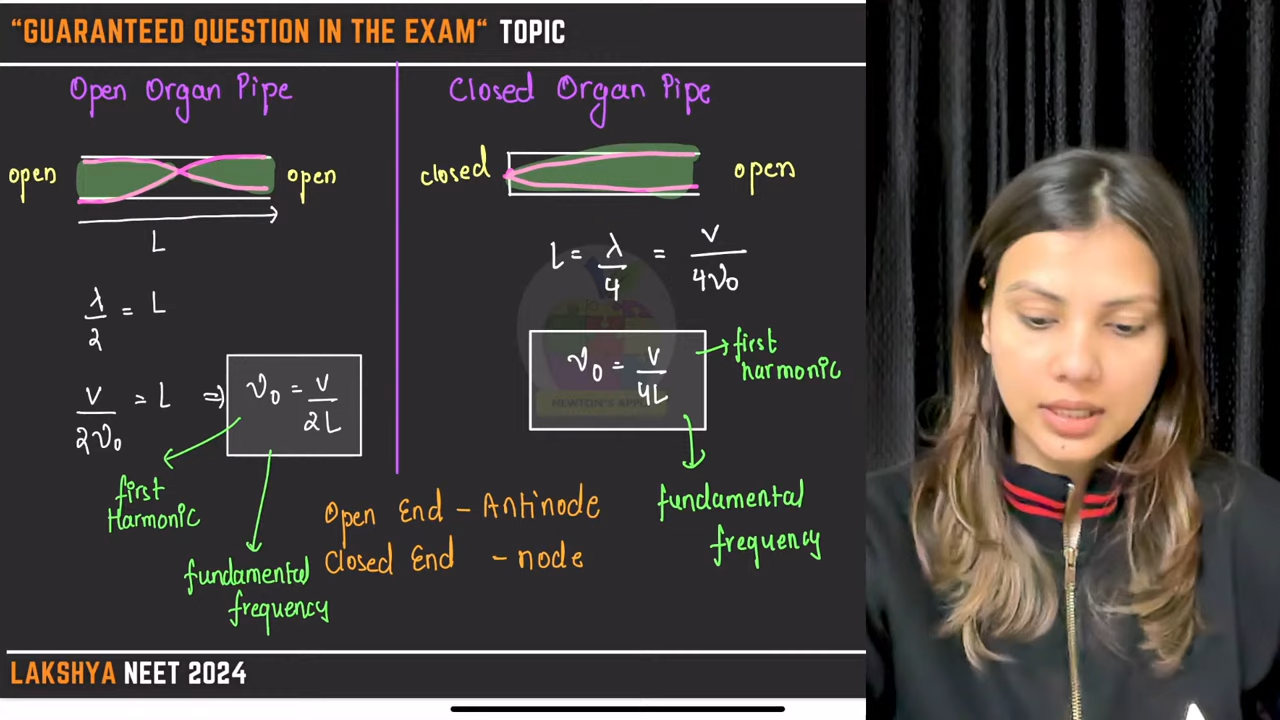 “GUARANTEED QUESTION IN THE EXAM“ TOPIC
Open Organ Pipe
open
open
L
λ/2 = L
v/2ν₀ = L ⇒ ν₀ = v/2L
first
Harmonic
fundamental
frequency
Closed Organ Pipe
closed
open
L = λ/4 = v/4ν₀
ν₀ = v/4L
first
harmonic
fundamental
frequency
Open End - Antinode
Closed End - node
NEWTON'S APPLE
LAKSHYA NEET 2024